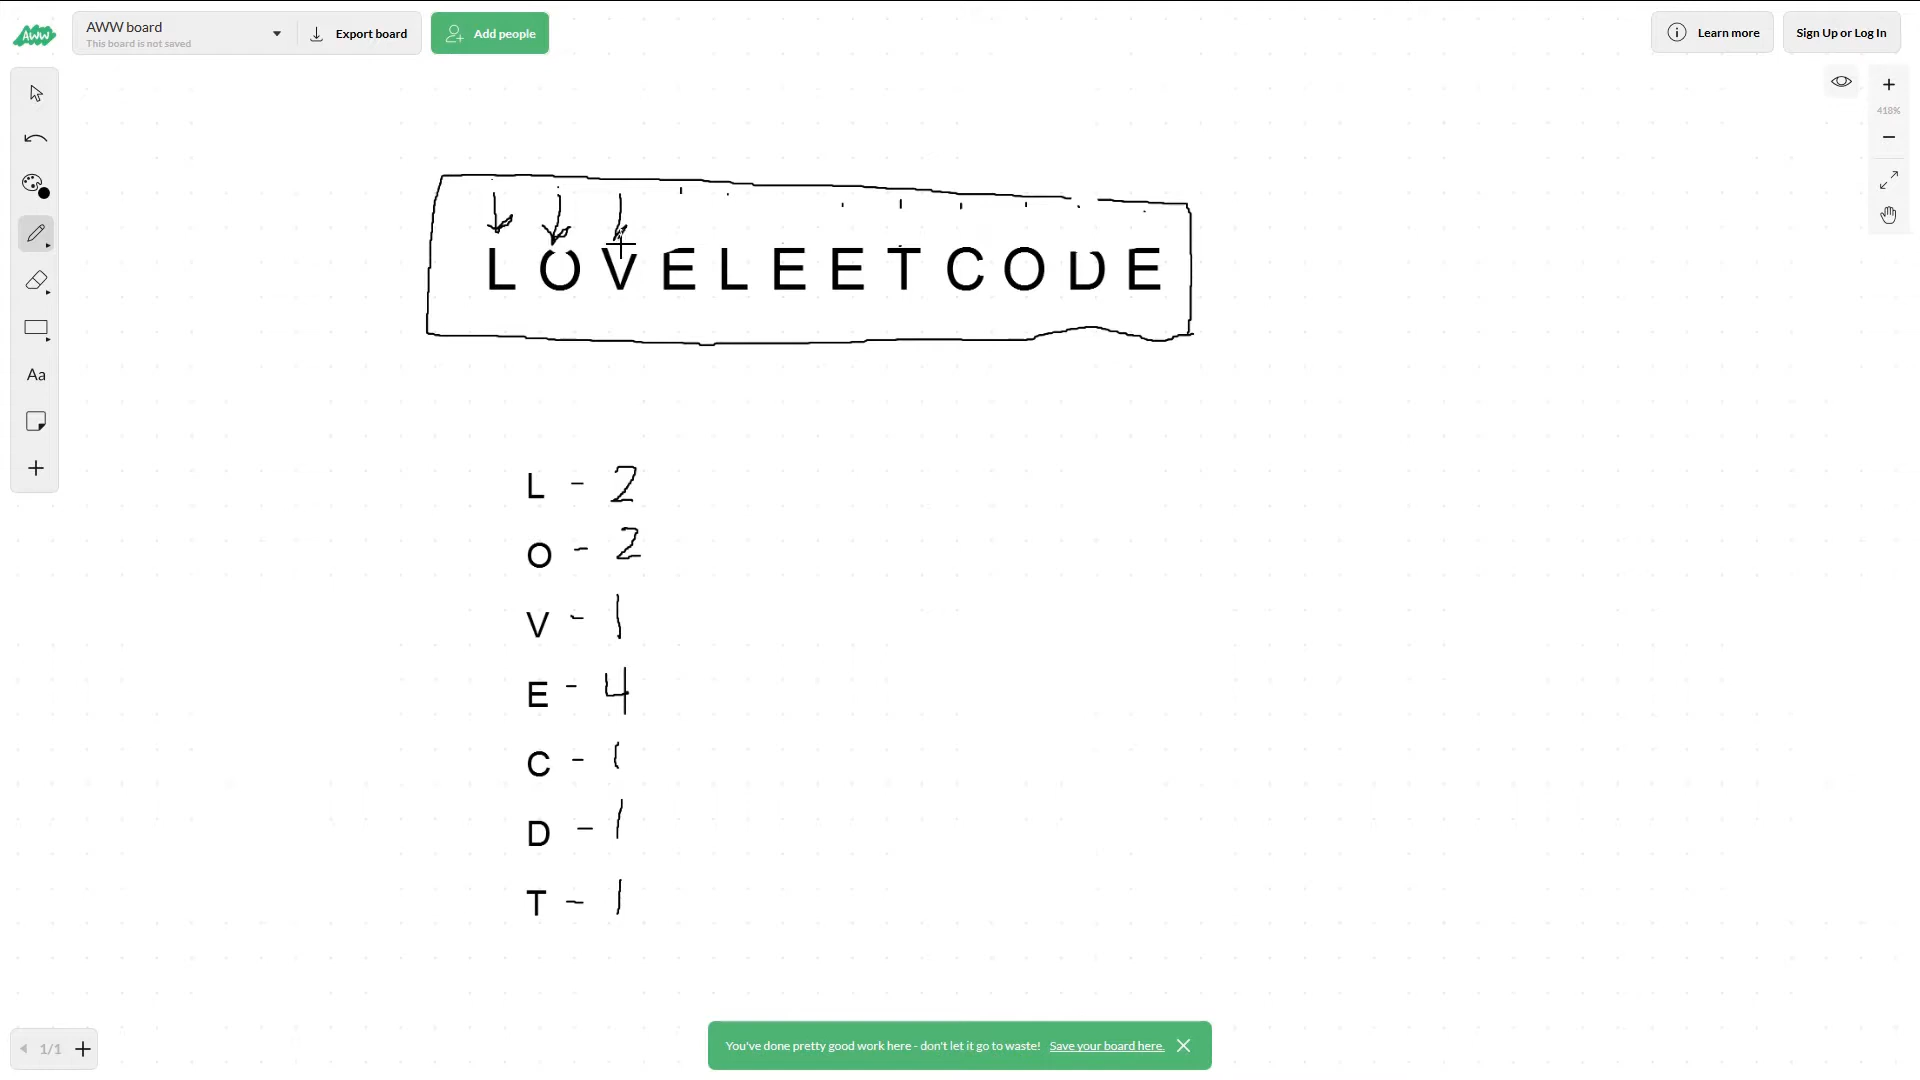 AWW
AWW board
This board is not saved
Export board
Add people
Learn more
Sign Up or Log In
418%
Aa
LOVELEETCODE
L - 2
O - 2
V - 1
E - 4
C - 1
D - 1
T - 1
1/1
You've done pretty good work here - don't let it go to waste! Save your board here.